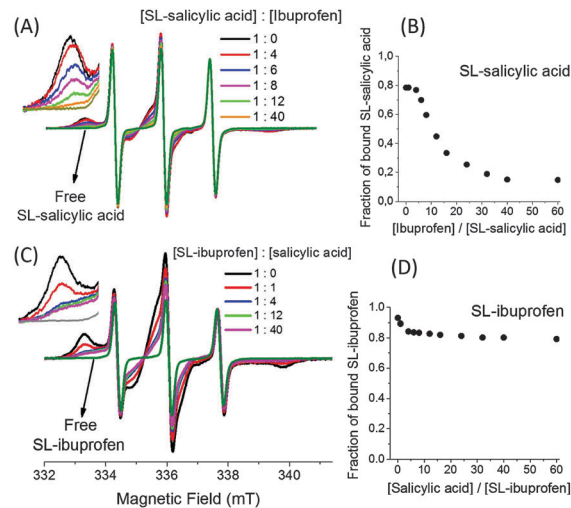 (A)
[SL-salicylic acid] : [Ibuprofen]
1 : 0
1 : 4
1 : 6
1 : 8
1 : 12
1 : 40
Free
SL-salicylic acid
(B)
Fraction of bound SL-salicylic acid
1,0
0,8
0,6
0,4
0,2
0,0
SL-salicylic acid
0 10 20 30 40 50 60
[Ibuprofen] / [SL-salicylic acid]
(C)
[SL-ibuprofen] : [salicylic acid]
1 : 0
1 : 1
1 : 4
1 : 12
1 : 40
Free
SL-ibuprofen
332 334 336 338 340
Magnetic Field (mT)
(D)
Fraction of bound SL-ibuprofen
1,0
0,8
0,6
0,4
0,2
0,0
SL-ibuprofen
0 10 20 30 40 50 60
[Salicylic acid] / [SL-ibuprofen]